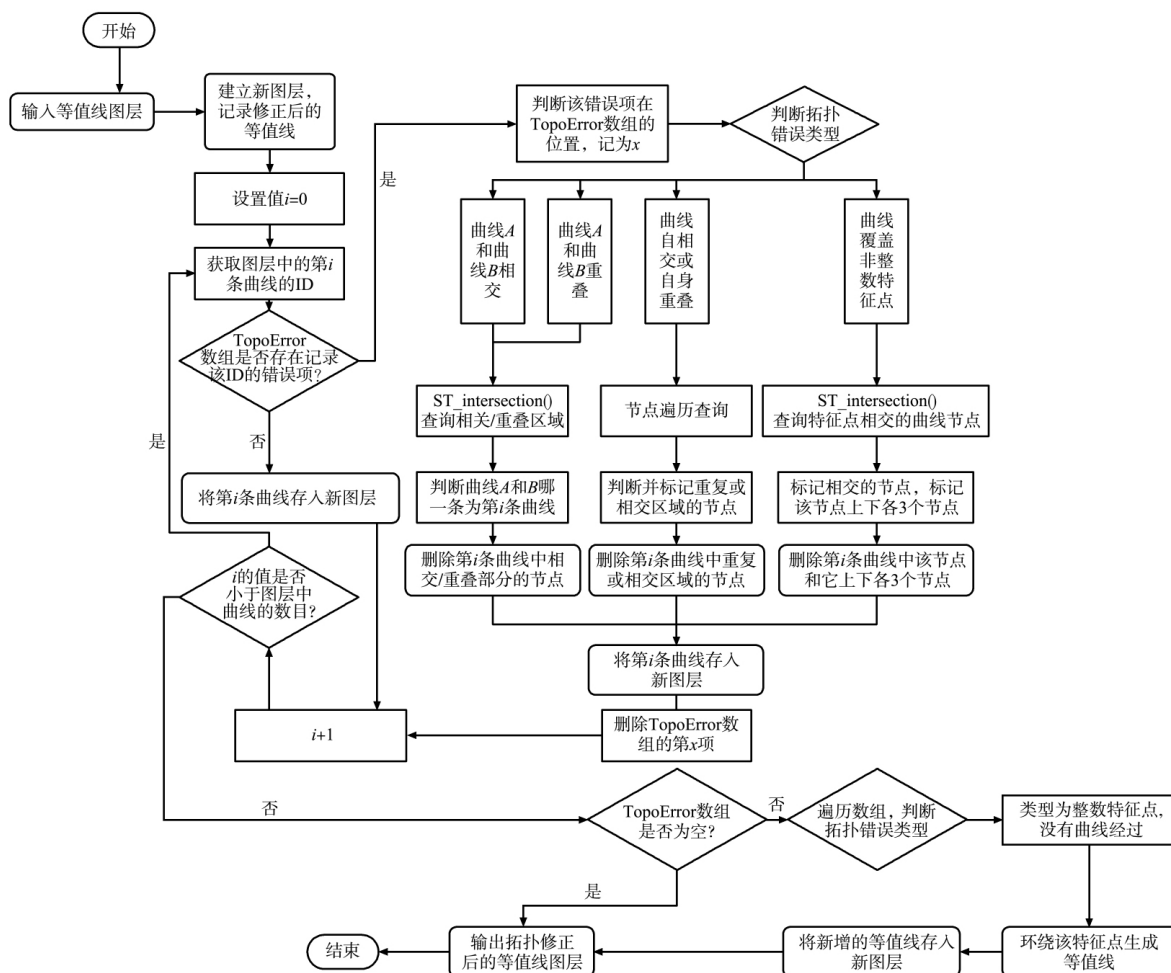 开始
输入等值线图层
建立新图层，
记录修正后的
等值线
设置值i=0
获取图层中的第i
条曲线的ID
TopoError
数组是否存在记录
该ID的错误项？
是
否
判断该错误项在
TopoError数组的
位置，记为x
判断拓扑
错误类型
曲线A
和曲
线B相
交
曲线A
和曲
线B重
叠
曲线
自相
交或
自身
重叠
曲线
覆盖
非整
数特
征点
ST_intersection()
查询相关/重叠区域
节点遍历查询
ST_intersection()
查询特征点相交的曲线节点
判断曲线A和B哪
一条为第i条曲线
判断并标记重复或
相交区域的节点
标记相交的节点，标记
该节点上下各3个节点
删除第i条曲线中相
交/重叠部分的节点
删除第i条曲线中重复
或相交区域的节点
删除第i条曲线中该节点
和它上下各3个节点
将第i条曲线存入新图层
是
i的值是否
小于图层中
曲线的数目？
将第i条曲线存入
新图层
删除TopoError数
组的第x项
i+1
否
TopoError数组
是否为空？
否
遍历数组，判断
拓扑错误类型
类型为整数特征点，
没有曲线经过
是
环绕该特征点生成
等值线
将新增的等值线存入
新图层
输出拓扑修正
后的等值线图层
结束